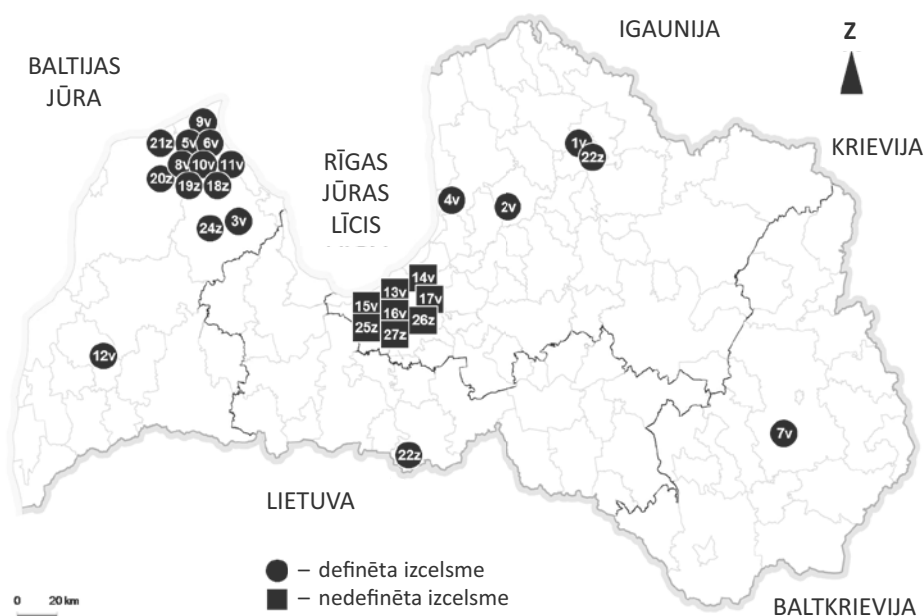 IGAUNIJA
Z
BALTIJAS
JŪRA
9v
21z
5v
6v
1v
KRIEVIJA
22z
8v
10v
11v
RĪGAS
JŪRAS
LĪCIS
20z
19z
18z
4v
2v
24z
3v
14v
13v
17v
15v
16v
26z
25z
27z
12v
7v
22z
LIETUVA
– definēta izcelsme
– nedefinēta izcelsme
0 20 km
BALTKRIEVIJA